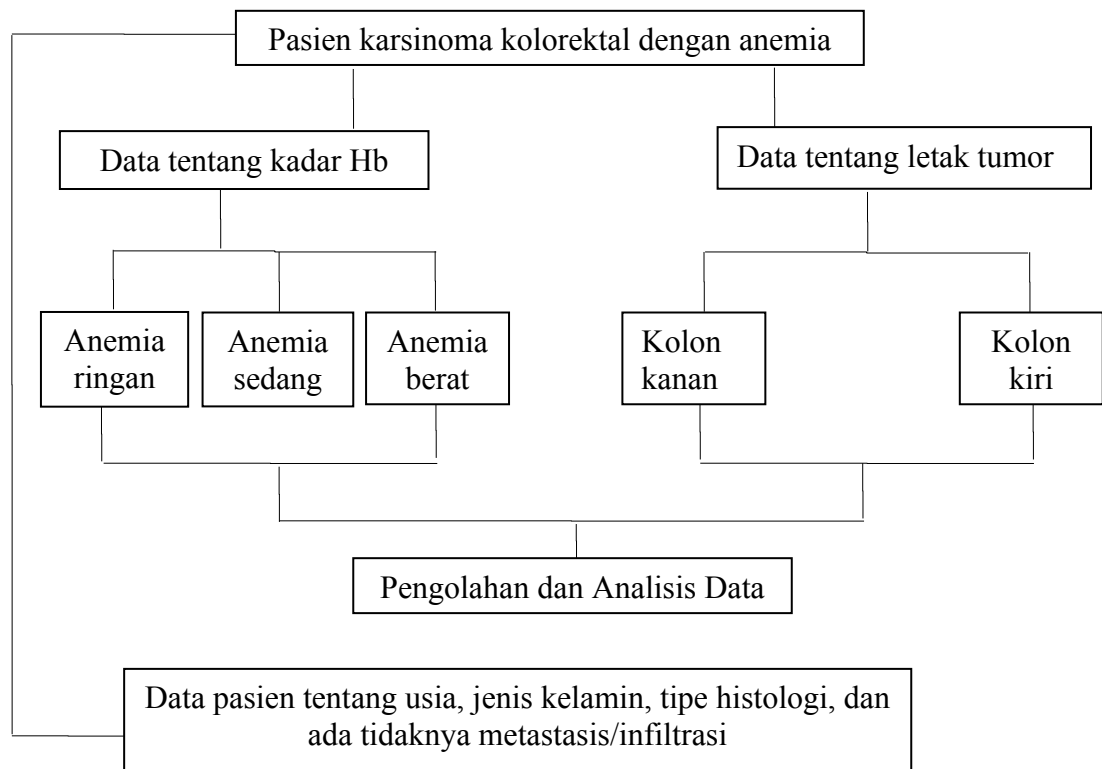 Pasien karsinoma kolorektal dengan anemia
Data tentang kadar Hb
Data tentang letak tumor
Anemia
ringan
Anemia
sedang
Anemia
berat
Kolon
kanan
Kolon
kiri
Pengolahan dan Analisis Data
Data pasien tentang usia, jenis kelamin, tipe histologi, dan
ada tidaknya metastasis/infiltrasi